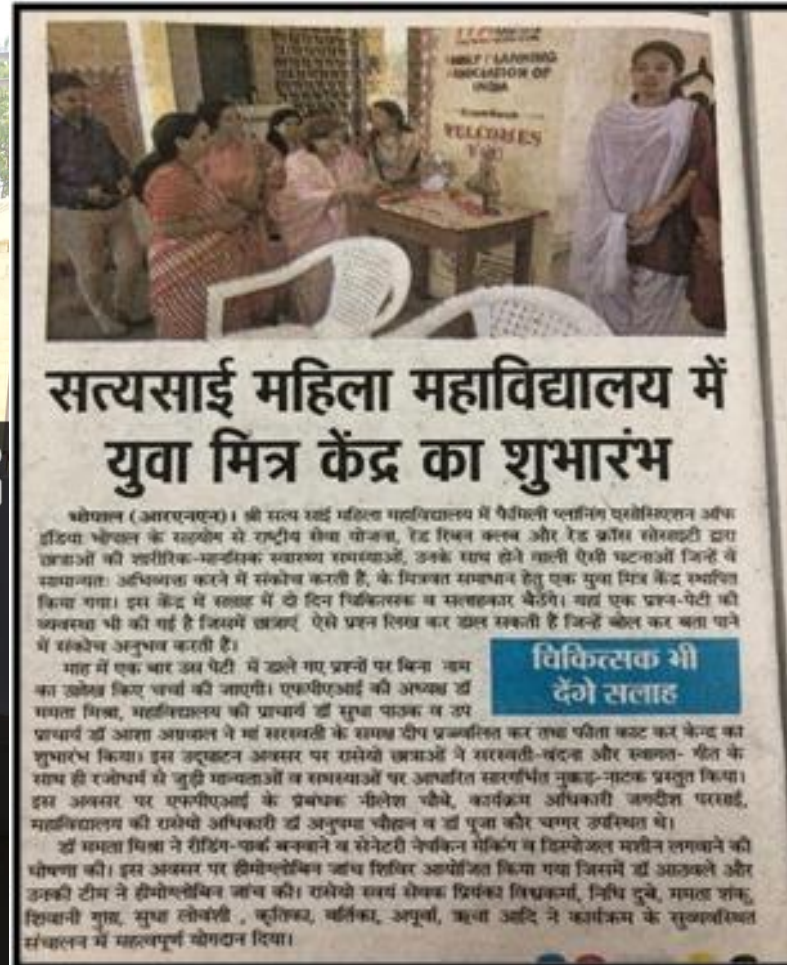 FAMILY PLANNING
ASSOCIATION OF
INDIA
WELCOMES
YOU
सत्यसाई महिला महाविद्यालय में
युवा मित्र केंद्र का शुभारंभ
भोपाल (आरएनएन)। श्री सत्य साई महिला महाविद्यालय में फैमिली प्लानिंग एसोसिएशन ऑफ
इंडिया भोपाल के सहयोग से राष्ट्रीय सेवा योजना, रेड रिबन क्लब और रेड क्रॉस सोसाइटी द्वारा
छात्राओं की शारीरिक-मानसिक स्वास्थ्य समस्याओं, उनके साथ होने वाली ऐसी घटनाओं जिन्हें वे
सामान्यतः अभिव्यक्त करने में संकोच करती हैं, के मित्रवत समाधान हेतु एक युवा मित्र केंद्र स्थापित
किया गया। इस केंद्र में सप्ताह में दो दिन चिकित्सक व सलाहकार बैठेंगे। यहां एक प्रश्न-पेटी की
व्यवस्था भी की गई है जिसमें छात्राएं ऐसे प्रश्न लिख कर डाल सकती हैं जिन्हें बोल कर बता पाने
में संकोच अनुभव करती हैं।
माह में एक बार उस पेटी में डाले गए प्रश्नों पर बिना नाम
का उल्लेख किए चर्चा की जाएगी। एफपीएआई की अध्यक्ष डॉ
ममता मिश्रा, महाविद्यालय की प्राचार्य डॉ सुधा पाठक व उप
चिकित्सक भी
देंगे सलाह
प्राचार्य डॉ आशा अग्रवाल ने मां सरस्वती के समक्ष दीप प्रज्वलित कर तथा फीता काट कर केन्द्र का
शुभारंभ किया। इस उद्घाटन अवसर पर रासेयो छात्राओं ने सरस्वती-वंदना और स्वागत- गीत के
साथ ही रजोधर्म से जुड़ी मान्यताओं व समस्याओं पर आधारित सारगर्भित नुक्कड़-नाटक प्रस्तुत किया।
इस अवसर पर एफपीएआई के प्रबंधक नीलेश चौबे, कार्यक्रम अधिकारी जगदीश परसाई,
महाविद्यालय की रासेयो अधिकारी डॉ अनुपमा चौहान व डॉ पूजा कौर चग्गर उपस्थित थे।
डॉ ममता मिश्रा ने रीडिंग-पार्क बनवाने व सेनेटरी नेपकिन मेकिंग व डिस्पोजल मशीन लगवाने की
घोषणा की। इस अवसर पर हीमोग्लोबिन जांच शिविर आयोजित किया गया जिसमें डॉ आठवले और
उनकी टीम ने हीमोग्लोबिन जांच की। रासेयो स्वयं सेवक प्रियंका विश्वकर्मा, निधि दुबे, ममता शंकु,
शिवानी गुप्ता, सुधा लोवंशी , कृतिका, वर्तिका, अपूर्वा, ऋचा आदि ने कार्यक्रम के सुव्यवस्थित
संचालन में महत्वपूर्ण योगदान दिया।